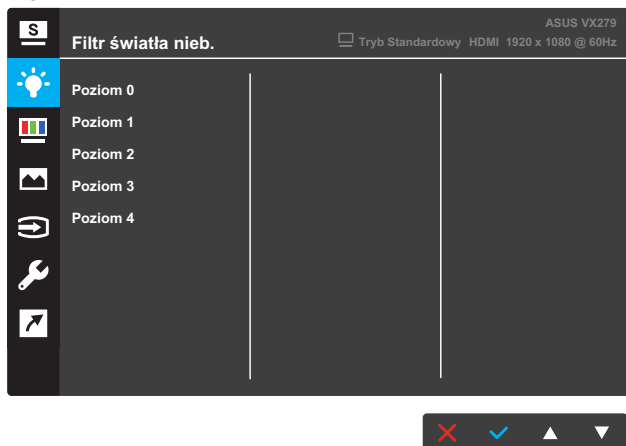 S
ASUS VX279
Filtr światła nieb.
Tryb Standardowy HDMI 1920 x 1080 @ 60Hz
Poziom 0
Poziom 1
Poziom 2
Poziom 3
Poziom 4